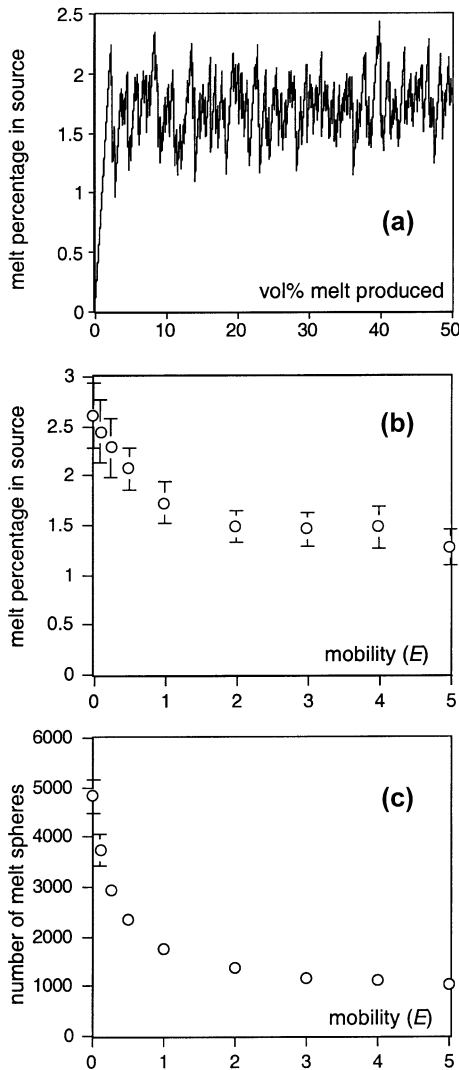 melt percentage in source
2.5
2
1.5
1
0.5
0
(a)
vol% melt produced
0 10 20 30 40 50
melt percentage in source
3
2.5
2
1.5
1
0.5
0
(b)
mobility (E)
0 1 2 3 4 5
number of melt spheres
6000
5000
4000
3000
2000
1000
0
(c)
mobility (E)
0 1 2 3 4 5